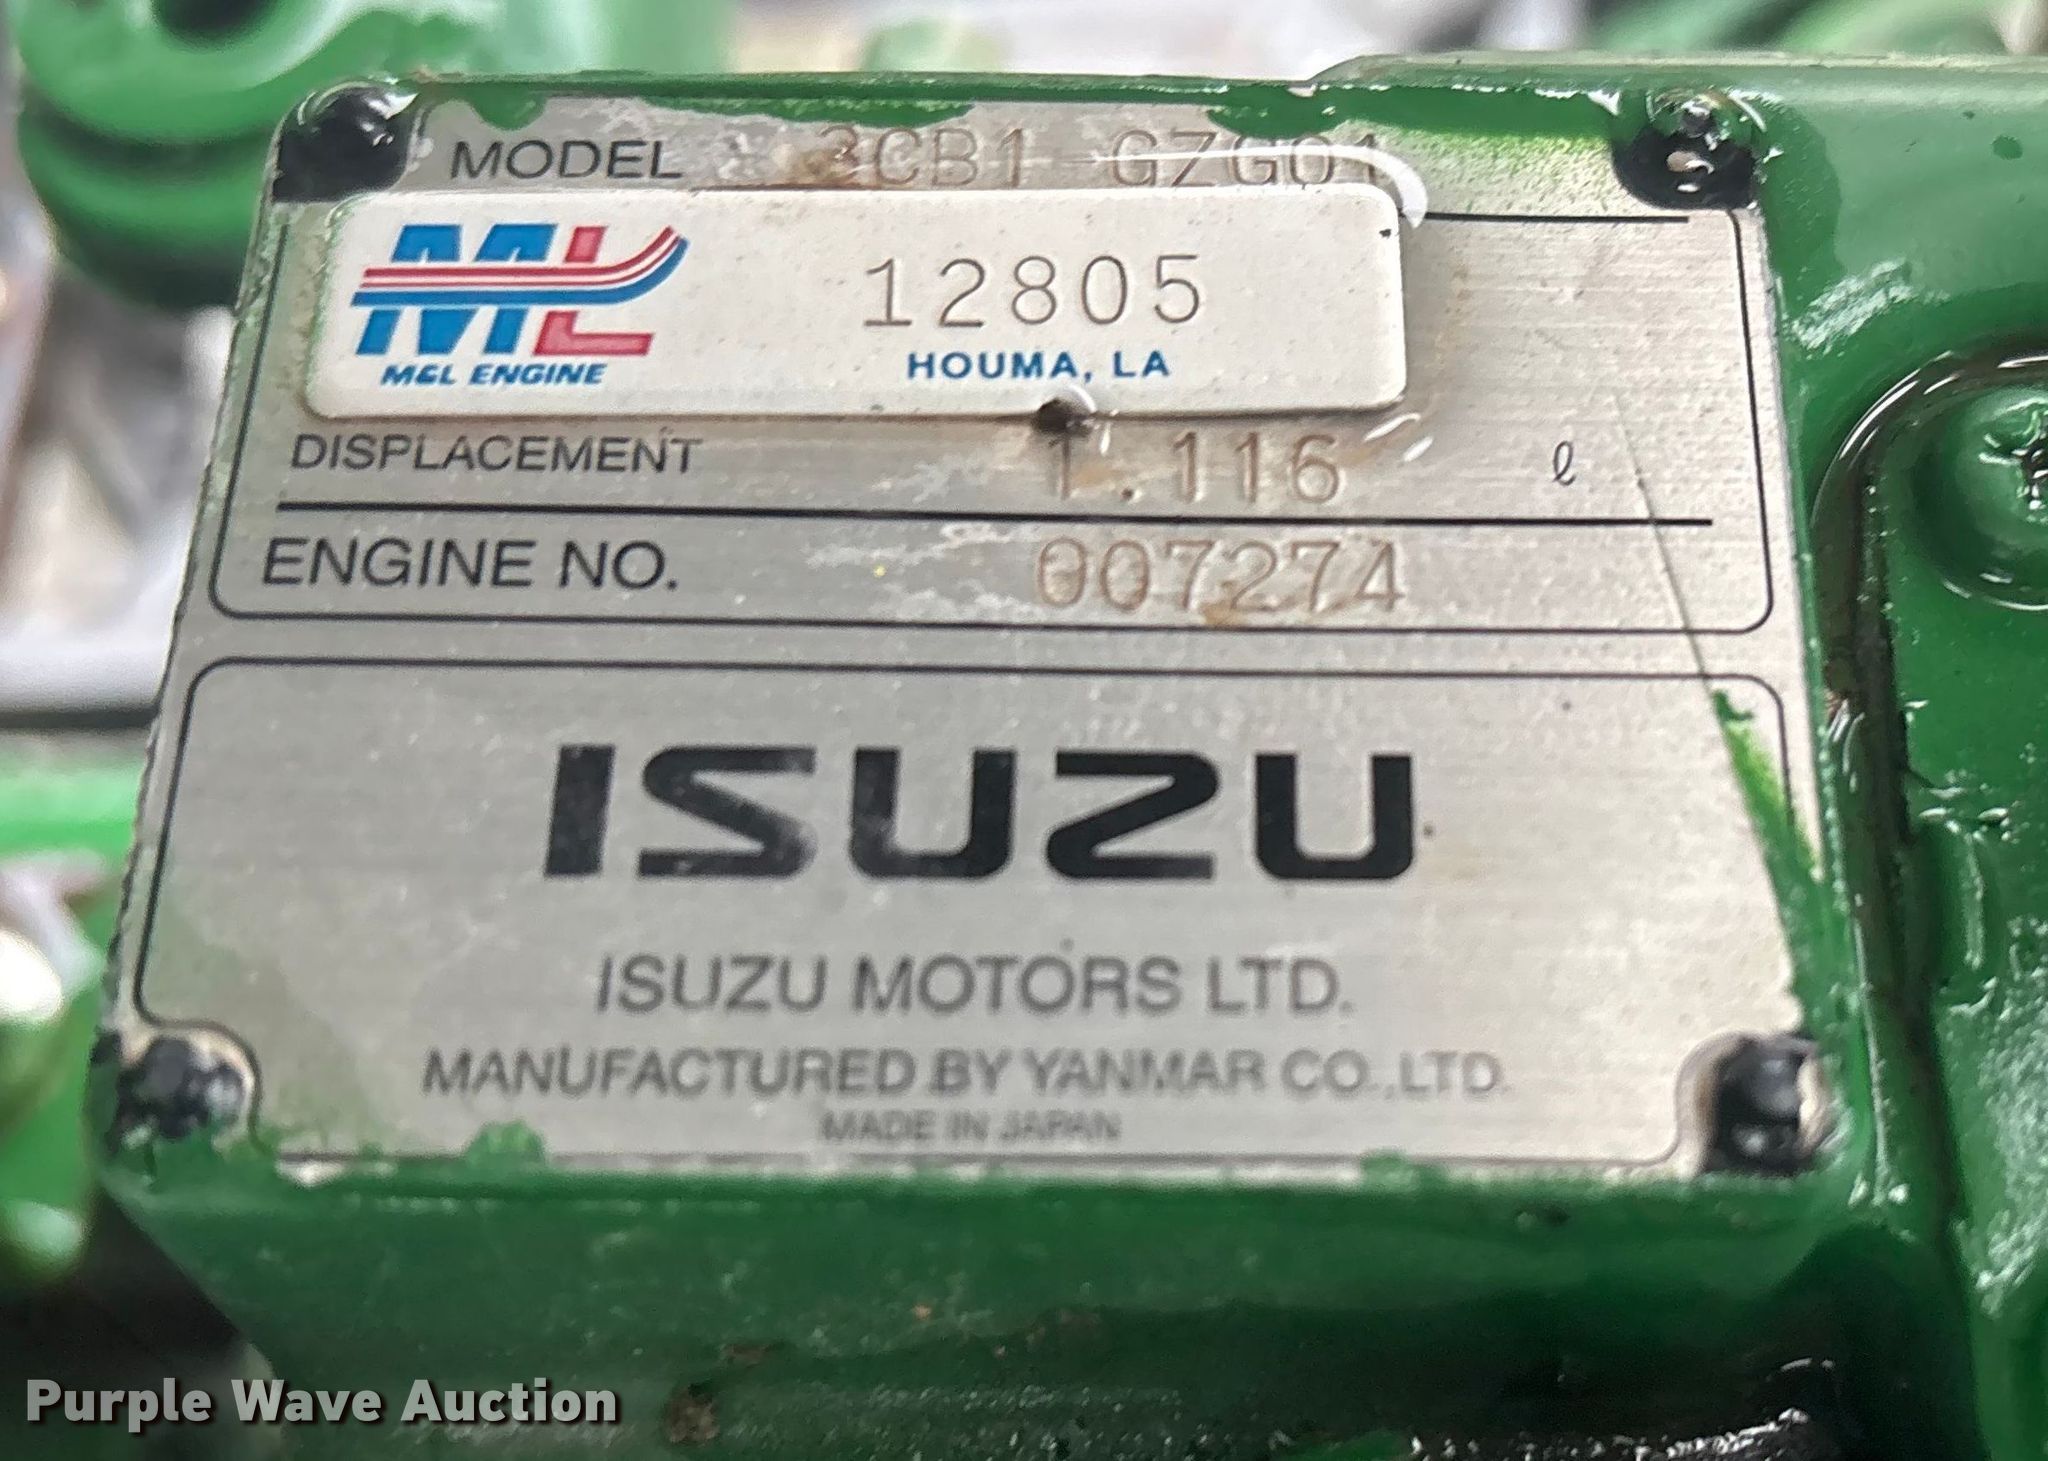 MODEL 3CB1-GZG01
ML
M&L ENGINE
12805
HOUMA, LA
DISPLACEMENT 1.116 ℓ
ENGINE NO. 007274
ISUZU
ISUZU MOTORS LTD.
MANUFACTURED BY YANMAR CO.,LTD.
MADE IN JAPAN
Purple Wave Auction